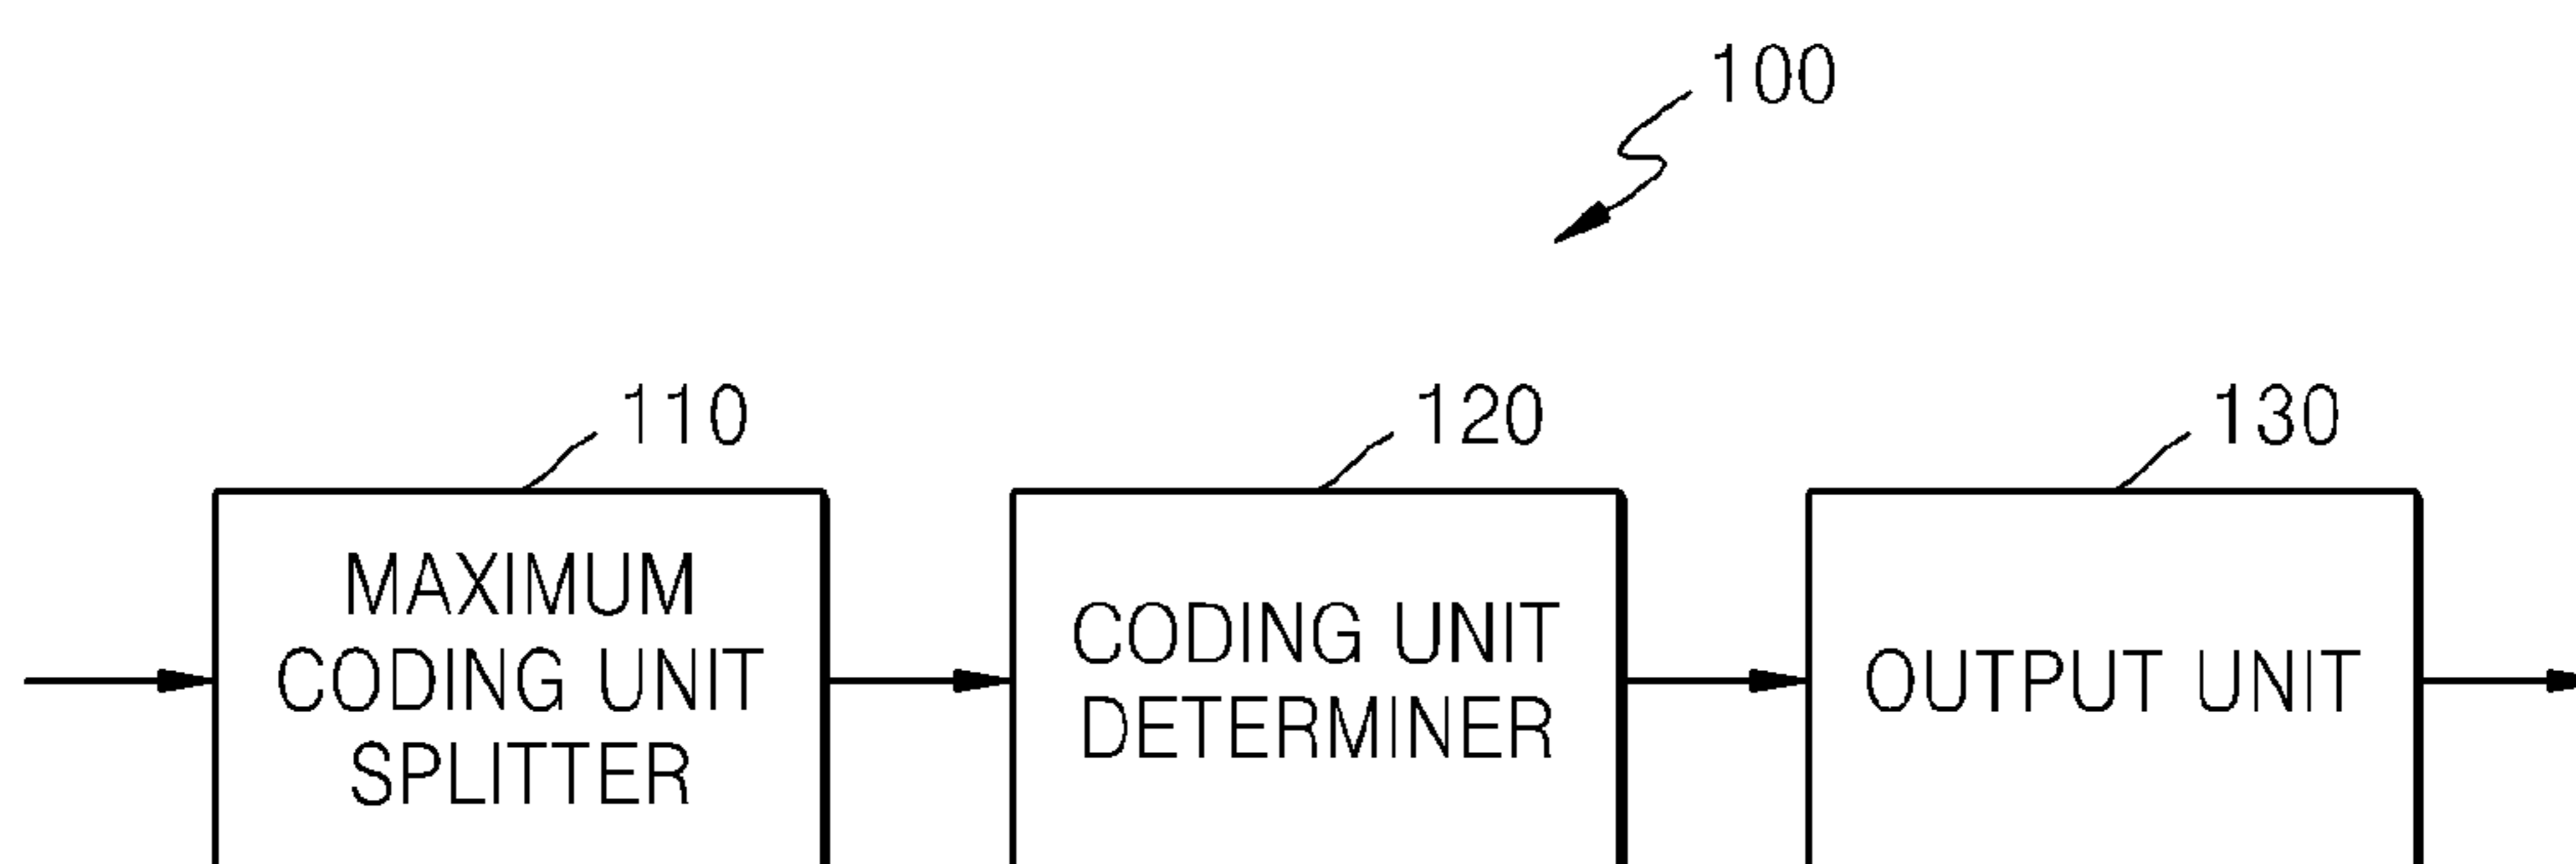 100
110
120
130
MAXIMUM
CODING UNIT
SPLITTER
CODING UNIT
DETERMINER
OUTPUT UNIT